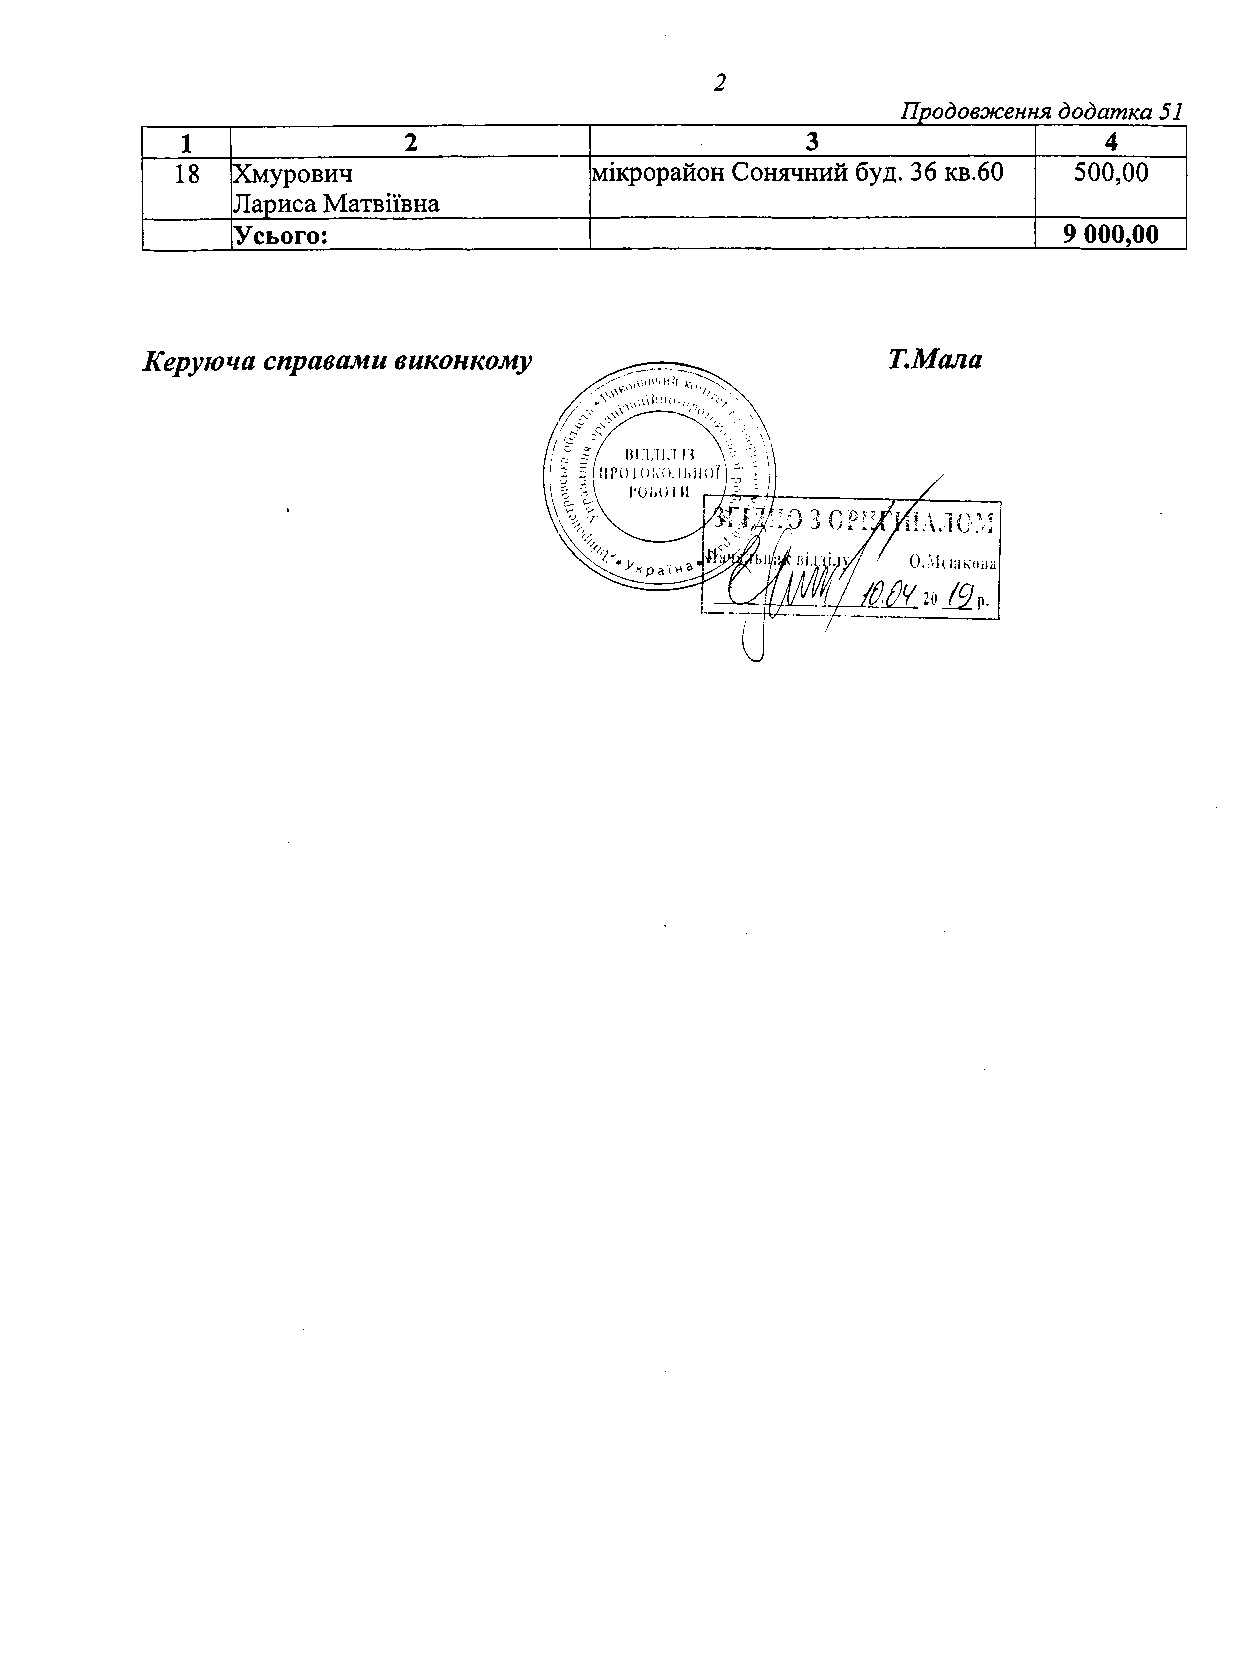 2
Продовження додатка 51
1 2 3 4
18 Хмурович мікрорайон Сонячний буд. 36 кв.60 500,00
Лариса Матвіївна
Усього: 9 000,00
Керуюча справами виконкому Т.Мала
ВІДДІЛ ІЗ
ПРОТОКОЛЬНОЇ
РОБОТИ
Україна
ЗГІДНО З ОРИГІНАЛОМ
Начальник відділу
10.04 2019 р.